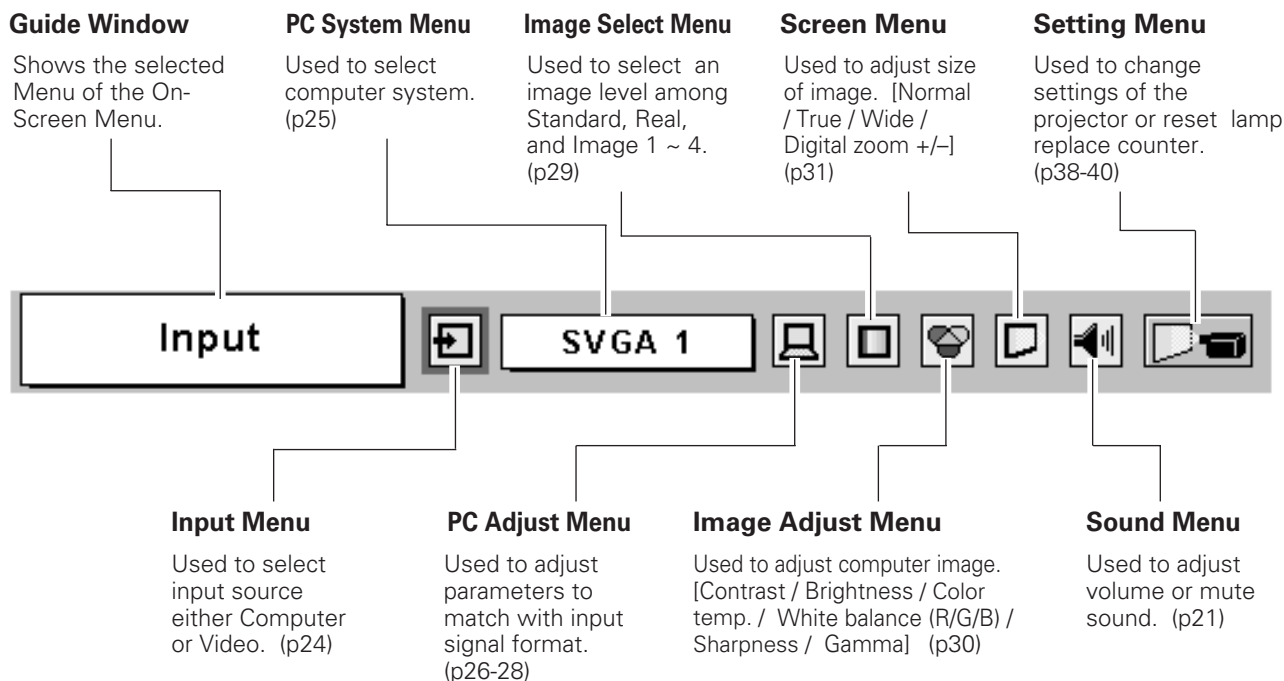 Guide Window
Shows the selected
Menu of the On-
Screen Menu.
PC System Menu
Used to select
computer system.
(p25)
Image Select Menu
Used to select an
image level among
Standard, Real,
and Image 1 ~ 4.
(p29)
Screen Menu
Used to adjust size
of image. [Normal
/ True / Wide /
Digital zoom +/–]
(p31)
Setting Menu
Used to change
settings of the
projector or reset lamp
replace counter.
(p38-40)
Input
SVGA 1
Input Menu
Used to select
input source
either Computer
or Video. (p24)
PC Adjust Menu
Used to adjust
parameters to
match with input
signal format.
(p26-28)
Image Adjust Menu
Used to adjust computer image.
[Contrast / Brightness / Color
temp. / White balance (R/G/B) /
Sharpness / Gamma] (p30)
Sound Menu
Used to adjust
volume or mute
sound. (p21)